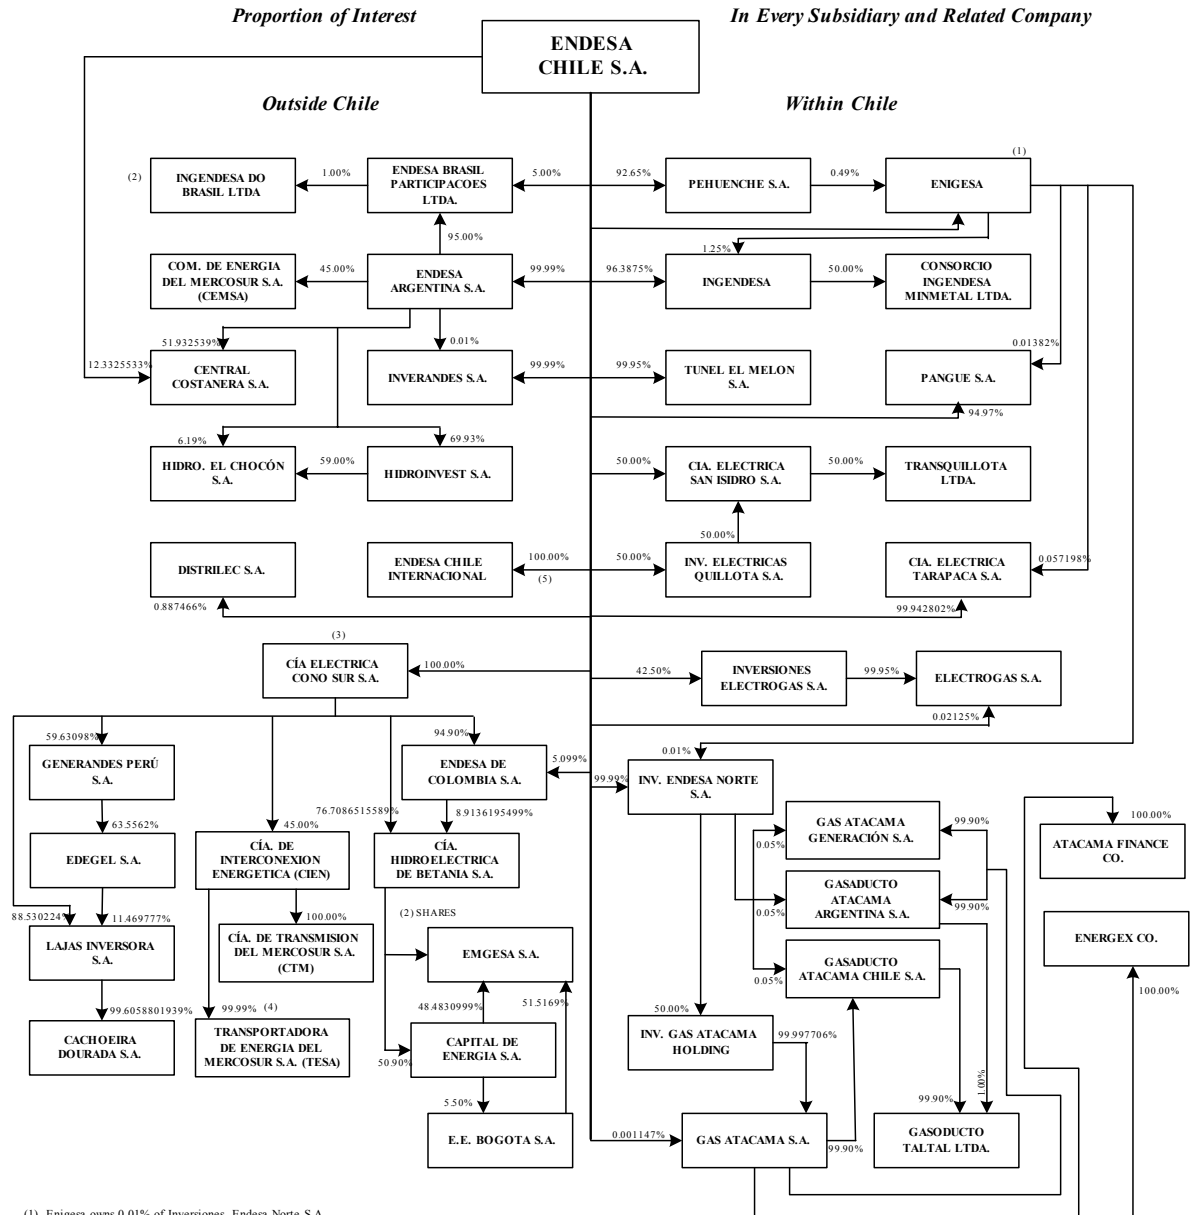 Proportion of Interest
In Every Subsidiary and Related Company
ENDESA
CHILE S.A.
Outside Chile
Within Chile
(2)
INGENDESA DO
BRASIL LTDA
1.00%
ENDESA BRASIL
PARTICIPACOES
LTDA.
5.00%
92.65%
PEHUENCHE S.A.
0.49%
(1)
ENIGESA
95.00%
1.25%
COM. DE ENERGIA
DEL MERCOSUR S.A.
(CEMSA)
45.00%
ENDESA
ARGENTINA S.A.
99.99%
96.3875%
INGENDESA
50.00%
CONSORCIO
INGENDESA
MINMETAL LTDA.
51.932539%
0.01%
0.01382%
12.3325533%
CENTRAL
COSTANERA S.A.
INVERANDES S.A.
99.99%
99.95%
TUNEL EL MELON
S.A.
PANGUE S.A.
94.97%
6.19%
69.93%
HIDRO. EL CHOCÓN
S.A.
59.00%
HIDROINVEST S.A.
50.00%
CIA. ELECTRICA
SAN ISIDRO S.A.
50.00%
TRANSQUILLOTA
LTDA.
50.00%
DISTRILEC S.A.
ENDESA CHILE
INTERNACIONAL
100.00%
(5)
50.00%
INV. ELECTRICAS
QUILLOTA S.A.
CIA. ELECTRICA
TARAPACA S.A.
0.057198%
0.887466%
99.942802%
(3)
CÍA ELECTRICA
CONO SUR S.A.
100.00%
42.50%
INVERSIONES
ELECTROGAS S.A.
99.95%
ELECTROGAS S.A.
0.02125%
59.63098%
94.90%
0.01%
GENERANDES PERÚ
S.A.
ENDESA DE
COLOMBIA S.A.
5.099%
99.99%
INV. ENDESA NORTE
S.A.
63.5562%
76.7086515589%
8.9136195499%
45.00%
EDEGEL S.A.
CÍA. DE
INTERCONEXION
ENERGETICA (CIEN)
CÍA.
HIDROELECTRICA
DE BETANIA S.A.
0.05%
GAS ATACAMA
GENERACIÓN S.A.
99.90%
100.00%
ATACAMA FINANCE
CO.
0.05%
GASADUCTO
ATACAMA
ARGENTINA S.A.
99.90%
88.530224%
11.469777%
100.00%
(2) SHARES
LAJAS INVERSORA
S.A.
CÍA. DE TRANSMISION
DEL MERCOSUR S.A.
(CTM)
EMGESA S.A.
0.05%
GASODUCTO
ATACAMA CHILE S.A.
ENERGEX CO.
100.00%
99.6058801939%
99.99%
(4)
48.4830999%
51.5169%
50.00%
CACHOEIRA
DOURADA S.A.
TRANSPORTADORA
DE ENERGIA DEL
MERCOSUR S.A. (TESA)
50.90%
CAPITAL DE
ENERGIA S.A.
INV. GAS ATACAMA
HOLDING
99.997706%
5.50%
99.90%
1.00%
E.E. BOGOTA S.A.
0.001147%
GAS ATACAMA S.A.
99.90%
GASODUCTO
TALTAL LTDA.
(1) Enigesa owns 0.01% of Inversiones Endesa Norte S.A.